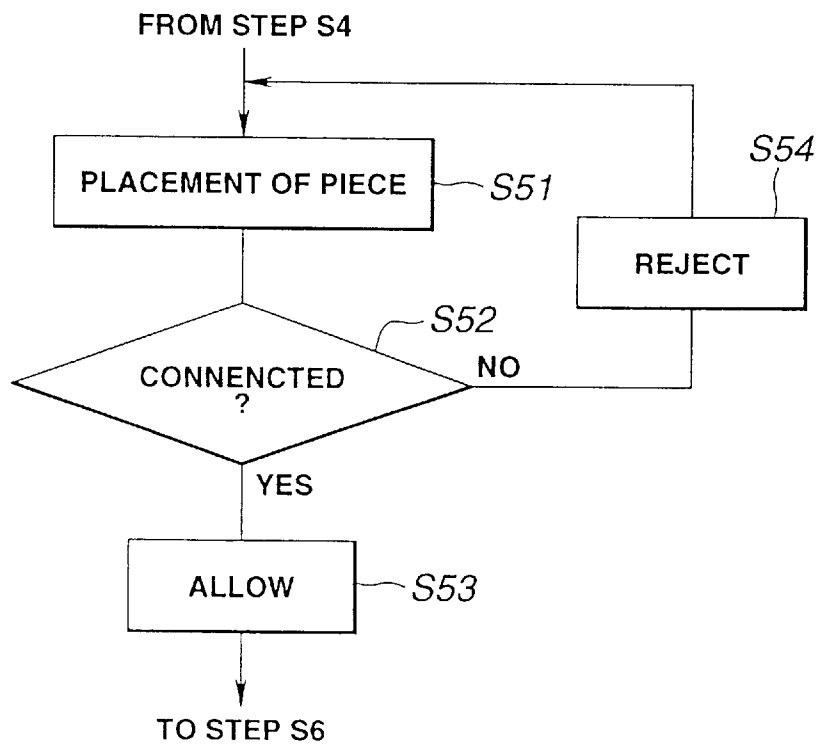 FROM STEP S4
PLACEMENT OF PIECE
S51
S54
REJECT
S52
CONNENCTED
?
NO
YES
ALLOW
S53
TO STEP S6